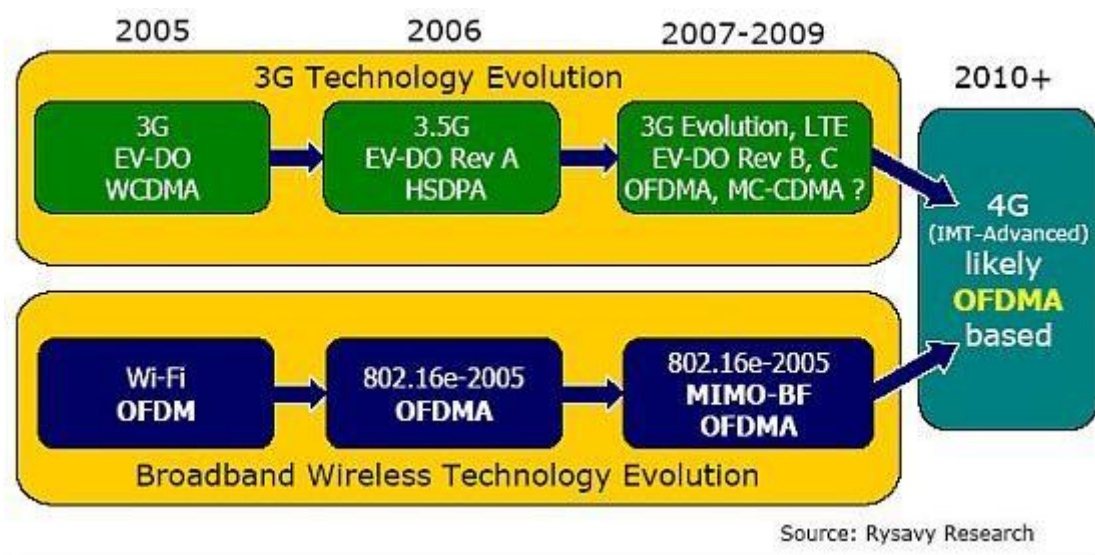 2005
2006
2007-2009
2010+
3G Technology Evolution
3G
EV-DO
WCDMA
3.5G
EV-DO Rev A
HSDPA
3G Evolution, LTE
EV-DO Rev B, C
OFDMA, MC-CDMA ?
4G
(IMT-Advanced)
likely
OFDMA
based
Wi-Fi
OFDM
802.16e-2005
OFDMA
802.16e-2005
MIMO-BF
OFDMA
Broadband Wireless Technology Evolution
Source: Rysavy Research